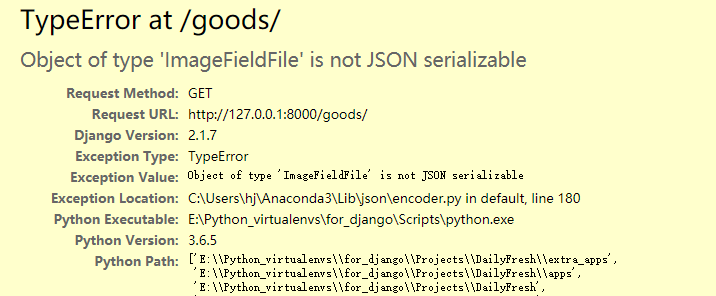 TypeError at /goods/
Object of type 'ImageFieldFile' is not JSON serializable
Request Method: GET
Request URL: http://127.0.0.1:8000/goods/
Django Version: 2.1.7
Exception Type: TypeError
Exception Value: Object of type 'ImageFieldFile' is not JSON serializable
Exception Location: C:\Users\hj\Anaconda3\Lib\json\encoder.py in default, line 180
Python Executable: E:\Python_virtualenvs\for_django\Scripts\python.exe
Python Version: 3.6.5
Python Path: ['E:\\Python_virtualenvs\\for_django\\Projects\\DailyFresh\\extra_apps',
'E:\\Python_virtualenvs\\for_django\\Projects\\DailyFresh\\apps',
'E:\\Python_virtualenvs\\for_django\\Projects\\DailyFresh',